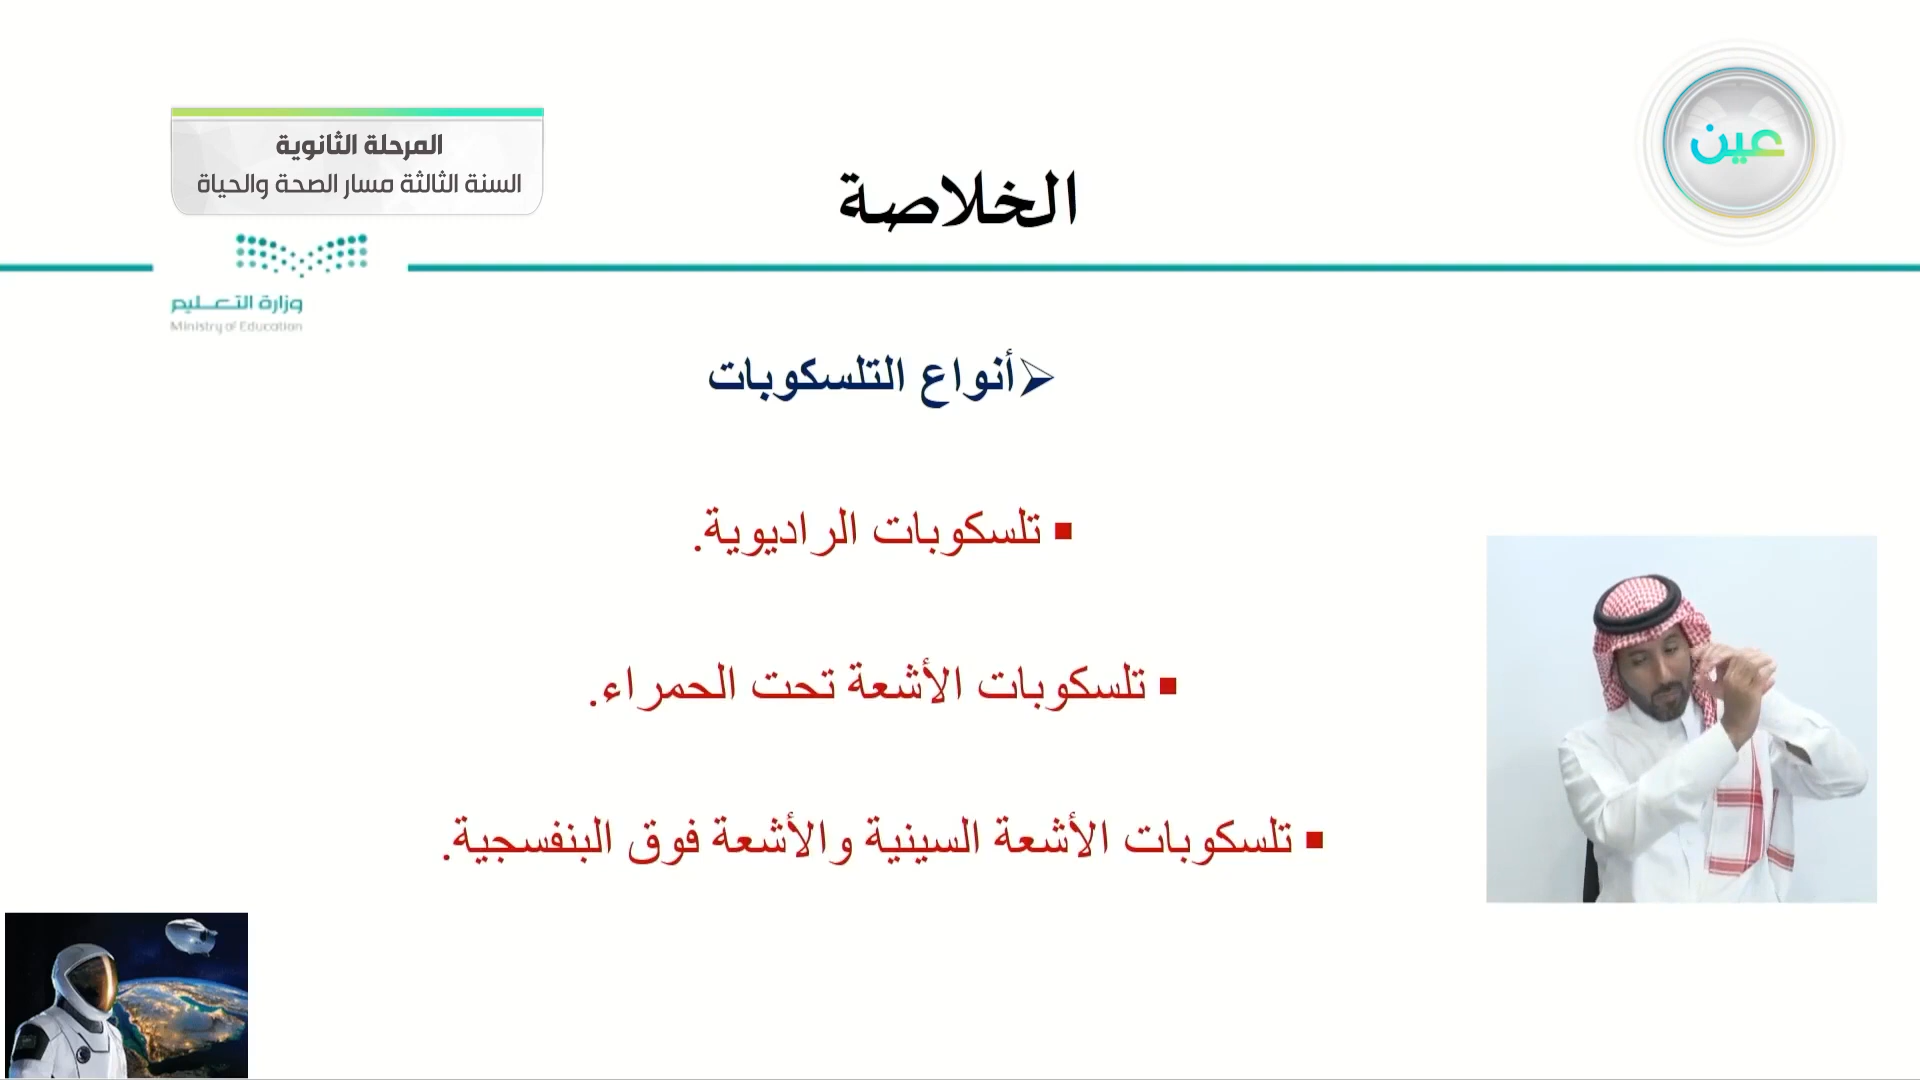 المرحلة الثانوية
السنة الثالثة مسار الصحة والحياة
عين
الخلاصة
وزارة التعـــليم
Ministry of Education
أنواع التلسكوبات
تلسكوبات الراديوية.
تلسكوبات الأشعة تحت الحمراء.
تلسكوبات الأشعة السينية والأشعة فوق البنفسجية.